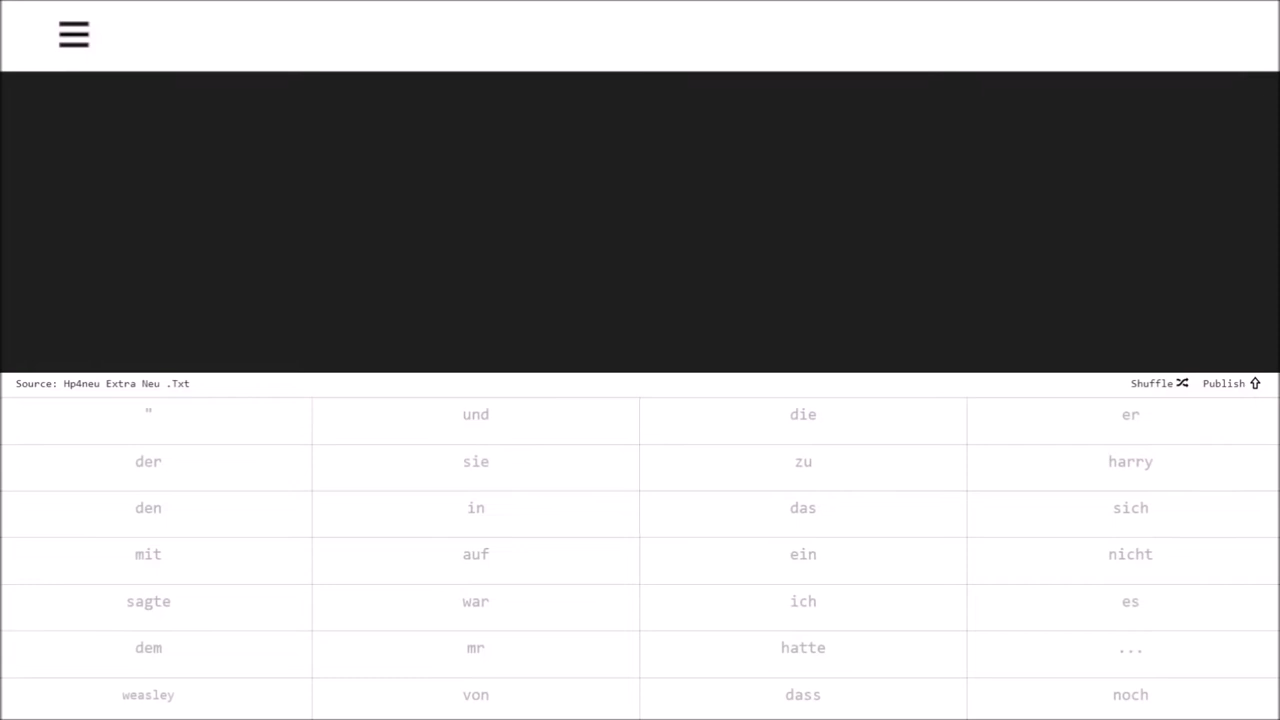 Source: Hp4neu Extra Neu .Txt Shuffle Publish
" und die er
der sie zu harry
den in das sich
mit auf ein nicht
sagte war ich es
dem mr hatte ...
weasley von dass noch